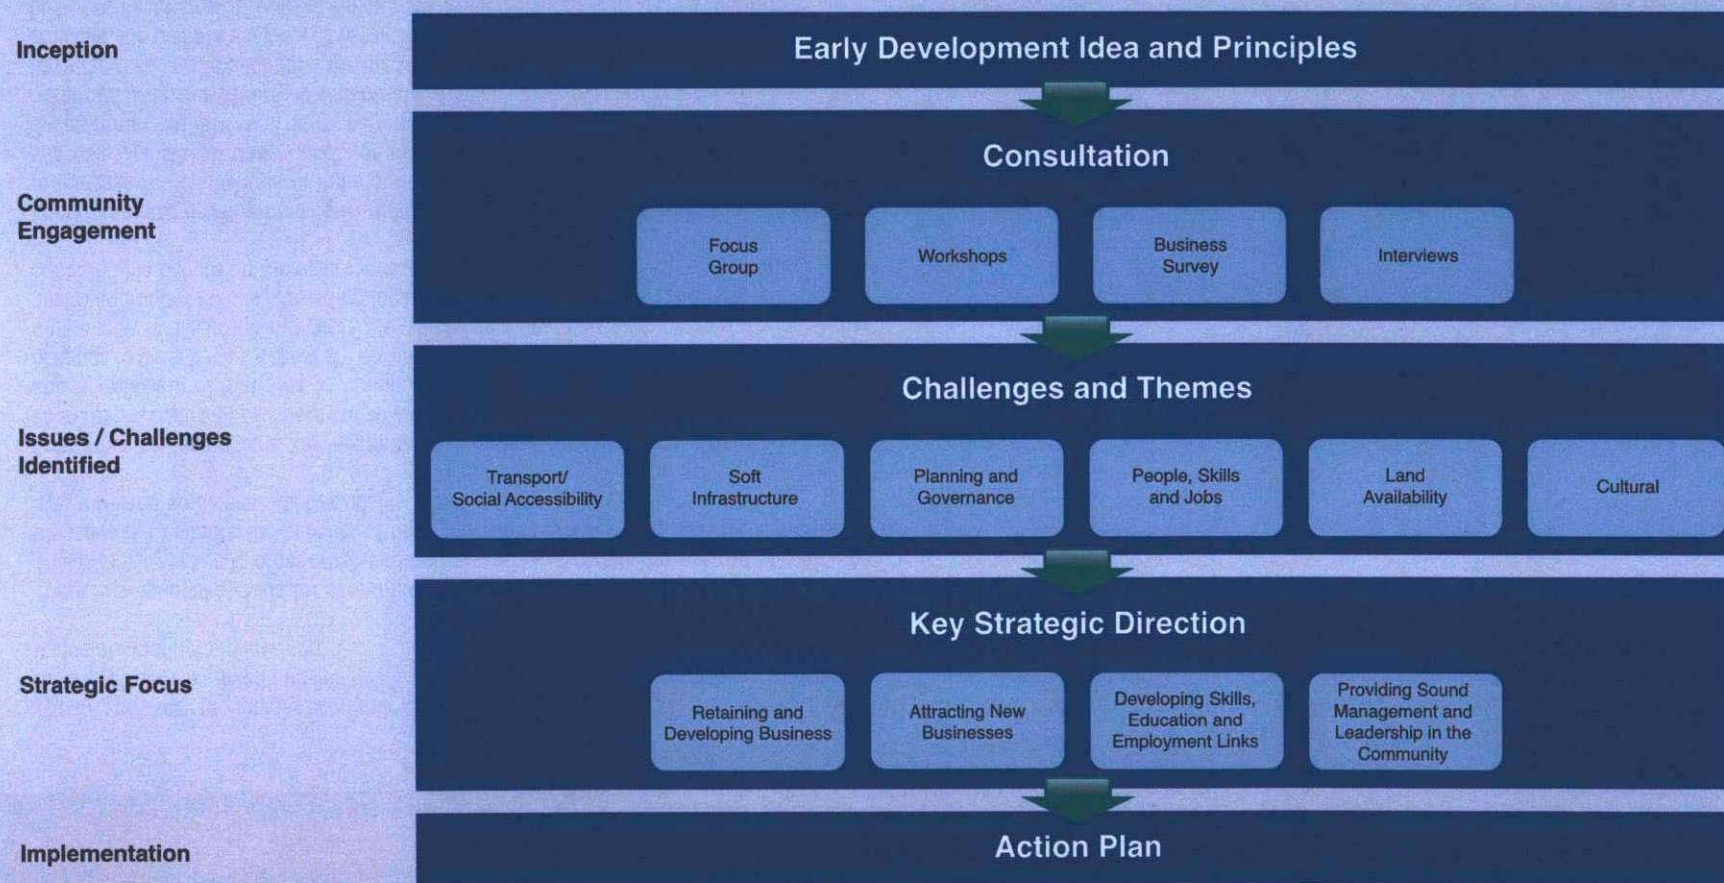 Inception
Early Development Idea and Principles
Community
Engagement
Consultation
Focus
Group
Workshops
Business
Survey
Interviews
Issues / Challenges
Identified
Challenges and Themes
Transport/
Social Accessibility
Soft
Infrastructure
Planning and
Governance
People, Skills
and Jobs
Land
Availability
Cultural
Strategic Focus
Key Strategic Direction
Retaining and
Developing Business
Attracting New
Businesses
Developing Skills,
Education and
Employment Links
Providing Sound
Management and
Leadership in the
Community
Implementation
Action Plan